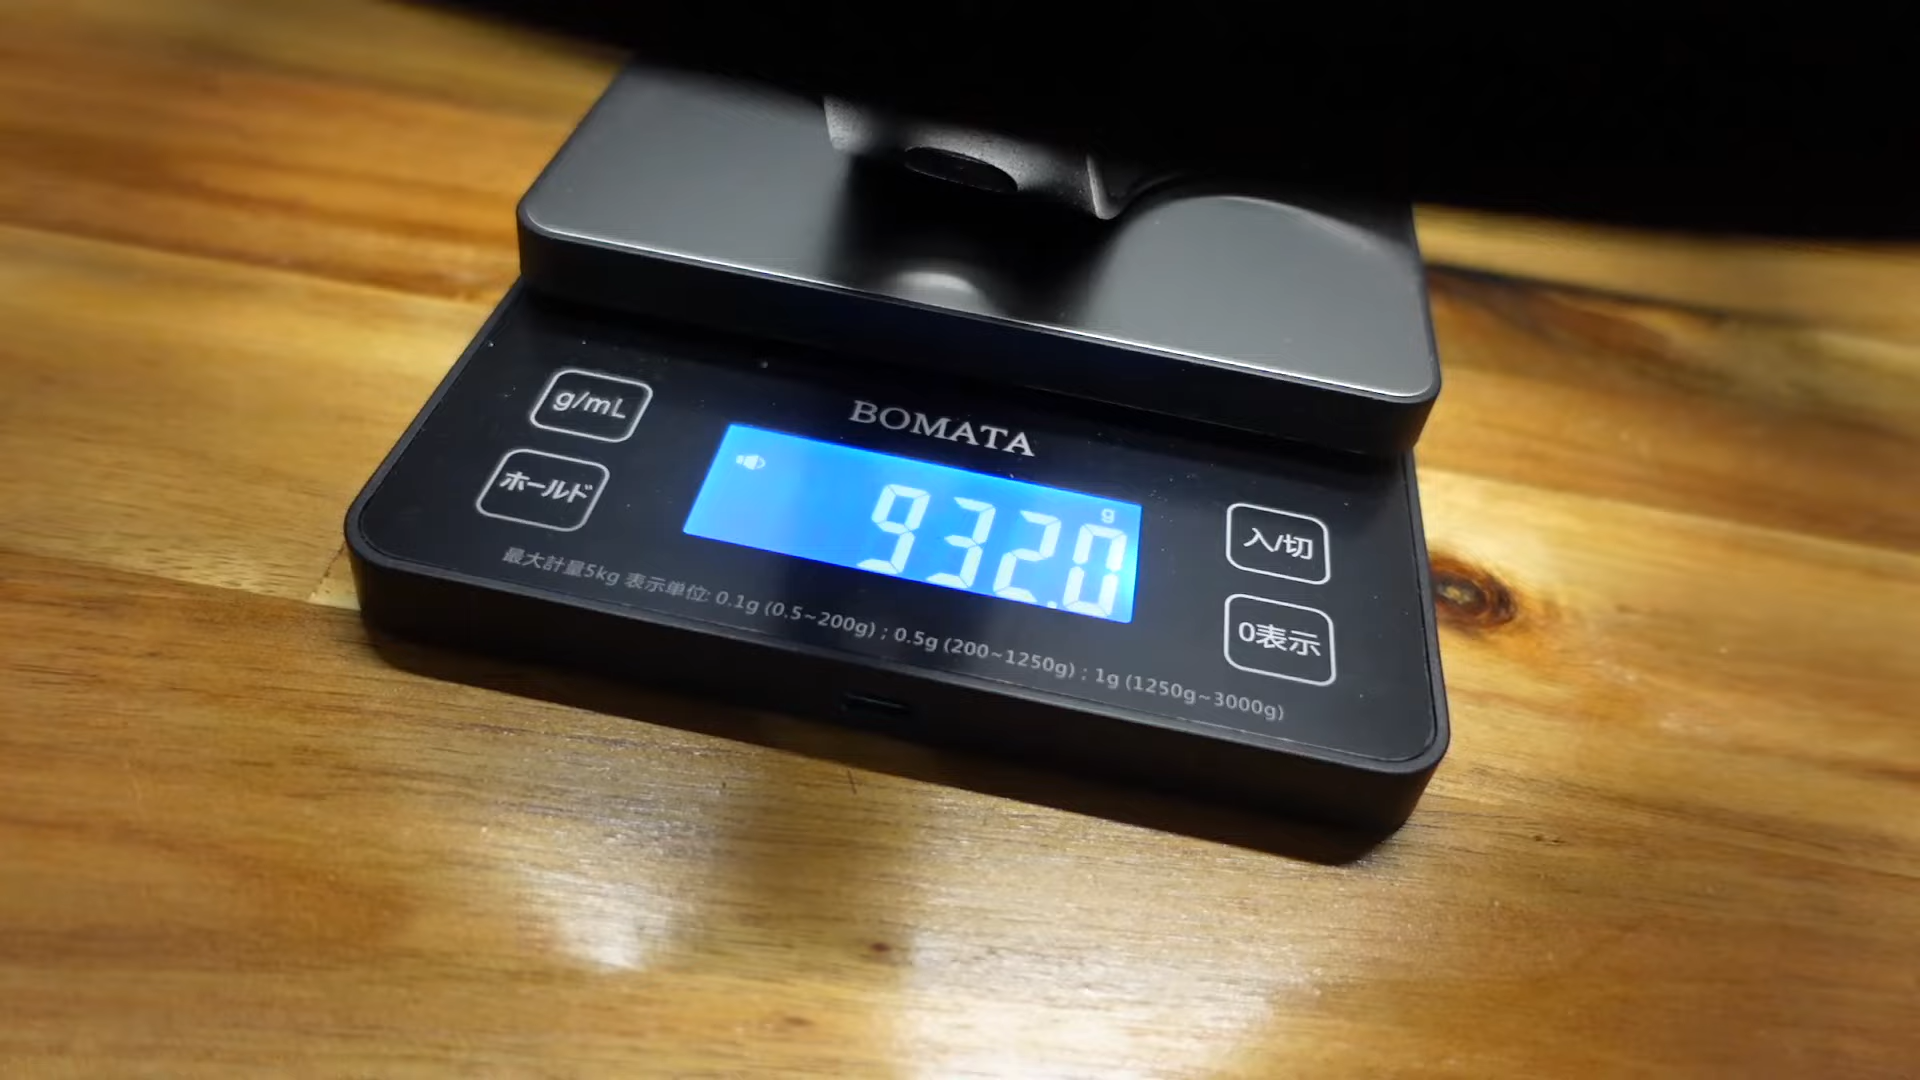 BOMATA
g/mL
ホールド
g
932.0
入/切
0表示
最大計量5kg 表示単位: 0.1g (0.5~200g) ; 0.5g (200~1250g) ; 1g (1250g~3000g)